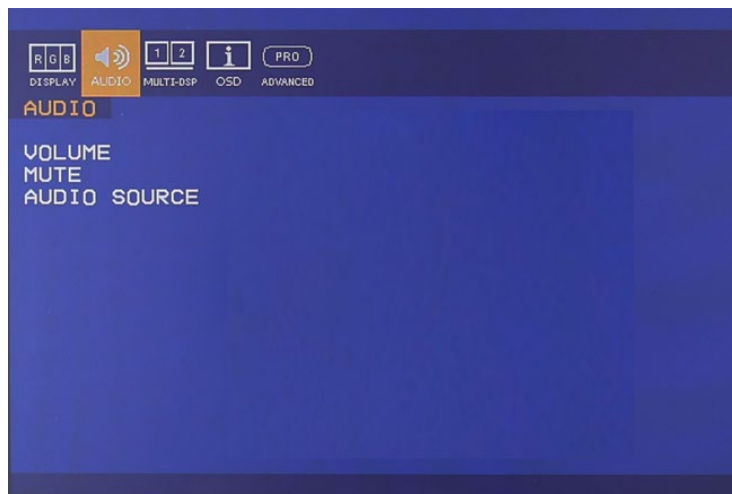 R G B 1 2 i PRO
DISPLAY AUDIO MULTI-DSP OSD ADVANCED
AUDIO
VOLUME
MUTE
AUDIO SOURCE